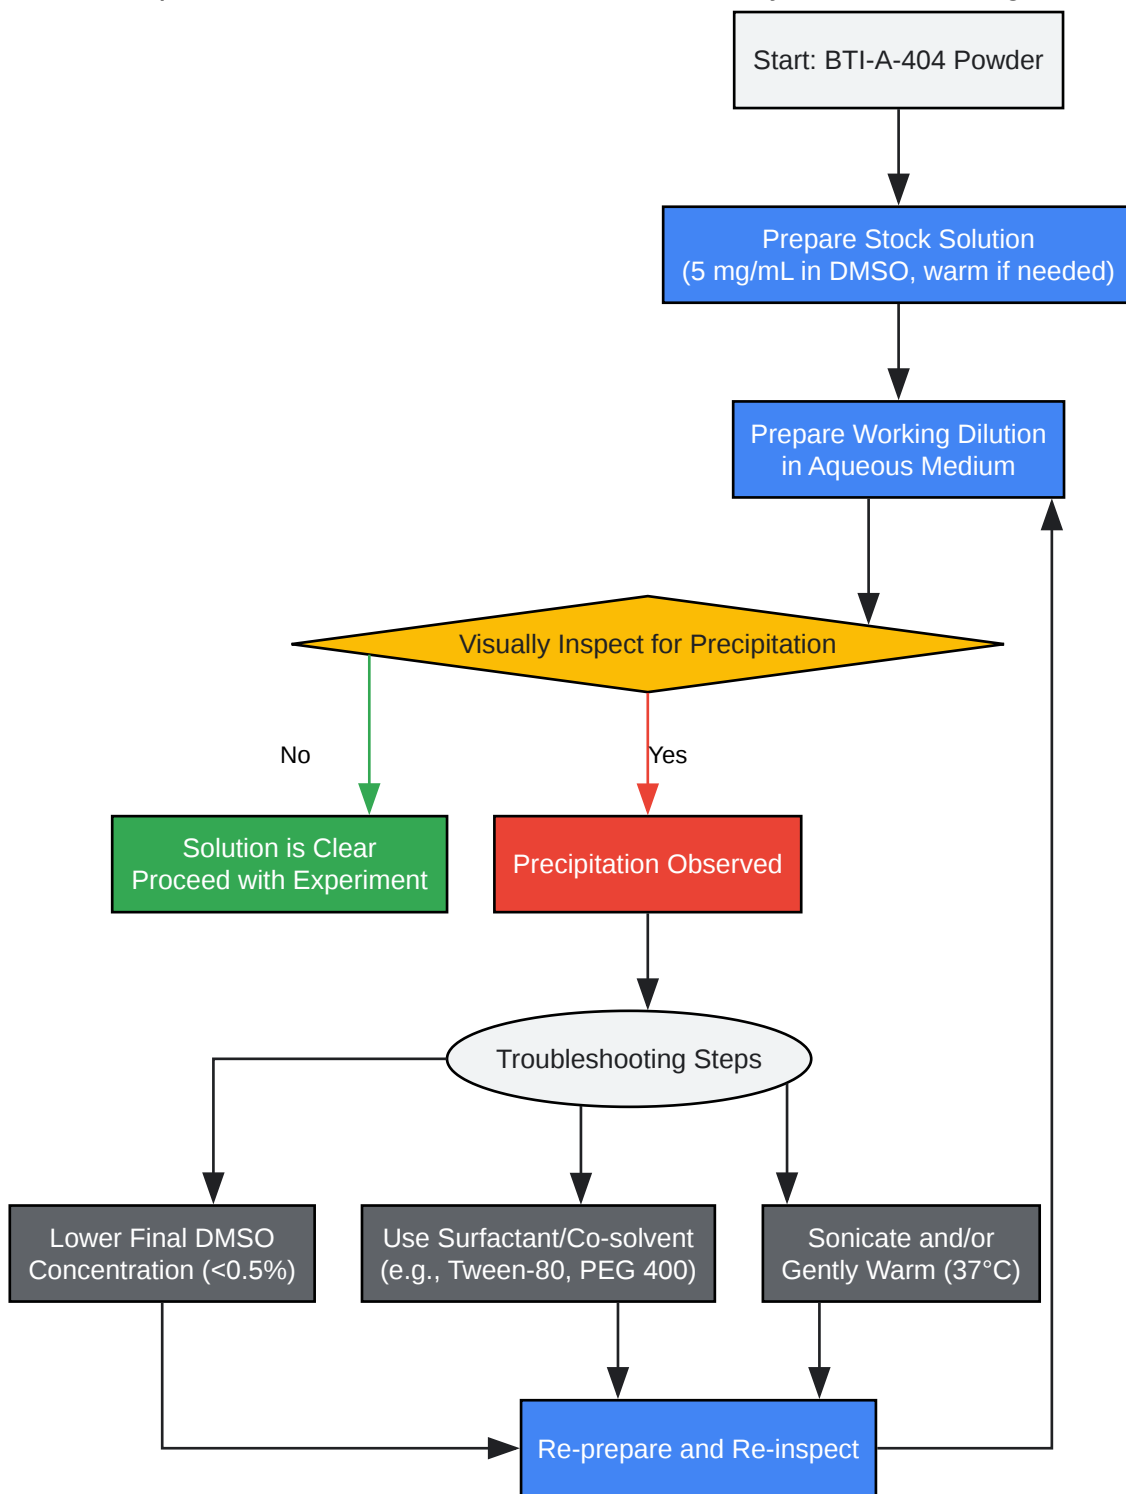 Start: BTI-A-404 Powder
Prepare Stock Solution
(5 mg/mL in DMSO, warm if needed)
Prepare Working Dilution
in Aqueous Medium
Visually Inspect for Precipitation
No
Yes
Solution is Clear
Proceed with Experiment
Precipitation Observed
Troubleshooting Steps
Lower Final DMSO
Concentration (<0.5%)
Use Surfactant/Co-solvent
(e.g., Tween-80, PEG 400)
Sonicate and/or
Gently Warm (37°C)
Re-prepare and Re-inspect